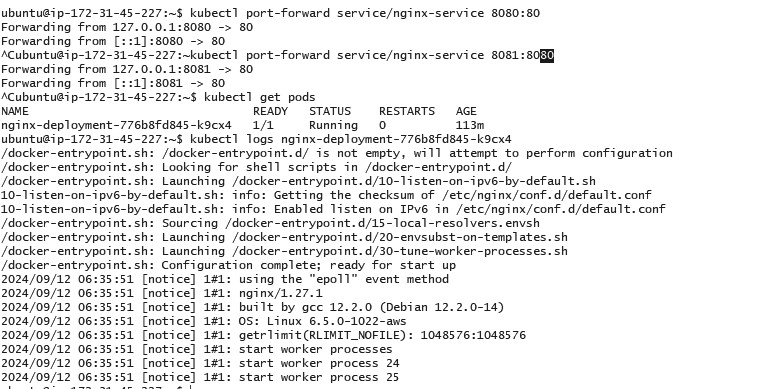 ubuntu@ip-172-31-45-227:~$ kubectl port-forward service/nginx-service 8080:80
Forwarding from 127.0.0.1:8080 -> 80
Forwarding from [::1]:8080 -> 80
^Cubuntu@ip-172-31-45-227:~kubectl port-forward service/nginx-service 8081:8080
Forwarding from 127.0.0.1:8081 -> 80
Forwarding from [::1]:8081 -> 80
^Cubuntu@ip-172-31-45-227:~$ kubectl get pods
NAME READY STATUS RESTARTS AGE
nginx-deployment-776b8fd845-k9cx4 1/1 Running 0 113m
ubuntu@ip-172-31-45-227:~$ kubectl logs nginx-deployment-776b8fd845-k9cx4
/docker-entrypoint.sh: /docker-entrypoint.d/ is not empty, will attempt to perform configuration
/docker-entrypoint.sh: Looking for shell scripts in /docker-entrypoint.d/
/docker-entrypoint.sh: Launching /docker-entrypoint.d/10-listen-on-ipv6-by-default.sh
10-listen-on-ipv6-by-default.sh: info: Getting the checksum of /etc/nginx/conf.d/default.conf
10-listen-on-ipv6-by-default.sh: info: Enabled listen on IPv6 in /etc/nginx/conf.d/default.conf
/docker-entrypoint.sh: Sourcing /docker-entrypoint.d/15-local-resolvers.envsh
/docker-entrypoint.sh: Launching /docker-entrypoint.d/20-envsubst-on-templates.sh
/docker-entrypoint.sh: Launching /docker-entrypoint.d/30-tune-worker-processes.sh
/docker-entrypoint.sh: Configuration complete; ready for start up
2024/09/12 06:35:51 [notice] 1#1: using the "epoll" event method
2024/09/12 06:35:51 [notice] 1#1: nginx/1.27.1
2024/09/12 06:35:51 [notice] 1#1: built by gcc 12.2.0 (Debian 12.2.0-14)
2024/09/12 06:35:51 [notice] 1#1: OS: Linux 6.5.0-1022-aws
2024/09/12 06:35:51 [notice] 1#1: getrlimit(RLIMIT_NOFILE): 1048576:1048576
2024/09/12 06:35:51 [notice] 1#1: start worker processes
2024/09/12 06:35:51 [notice] 1#1: start worker process 24
2024/09/12 06:35:51 [notice] 1#1: start worker process 25
ubuntu@ip-172-31-45-227:~$